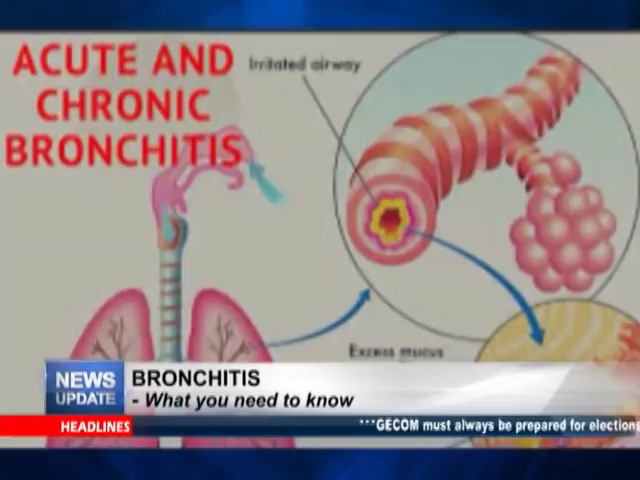 ACUTE AND
CHRONIC
BRONCHITIS
Irritated airway
Excess mucus
NEWS
UPDATE
BRONCHITIS
- What you need to know
HEADLINES
***GECOM must always be prepared for elections